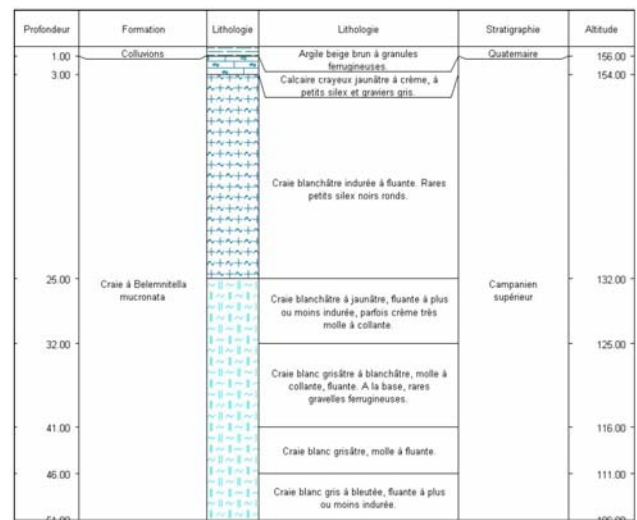 Profondeur Formation Lithologie Lithologie Stratigraphie Altitude
1.00 Colluvions Argile beige brun à granules Quaternaire 156.00
ferrugineuses.
3.00 Calcaire crayeux jaunâtre à crème, à 154.00
petits silex et graviers gris.
Craie blanchâtre indurée à fluante. Rares
petits silex noirs ronds.
25.00 Craie à Belemnitella Campanien 132.00
mucronata supérieur
Craie blanchâtre à jaunâtre, fluante à plus
ou moins indurée, parfois crème très
molle à collante.
32.00 125.00
Craie blanc grisâtre à blanchâtre, molle à
collante, fluante. A la base, rares
gravelles ferrugineuses.
41.00 116.00
Craie blanc grisâtre, molle à fluante.
46.00 111.00
Craie blanc gris à bleutée, fluante à plus
ou moins indurée.